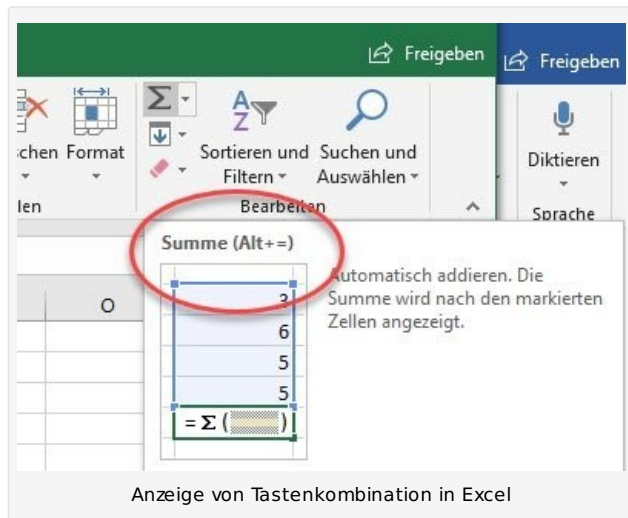 Freigeben
Freigeben
Σ
A
Z
chen Format
Sortieren und
Filtern
Suchen und
Auswählen
Diktieren
len
Bearbeiten
Sprache
Summe (Alt+=)
O
Automatisch addieren. Die
Summe wird nach den markierten
Zellen angezeigt.
3
6
5
5
= Σ ( )
Anzeige von Tastenkombination in Excel